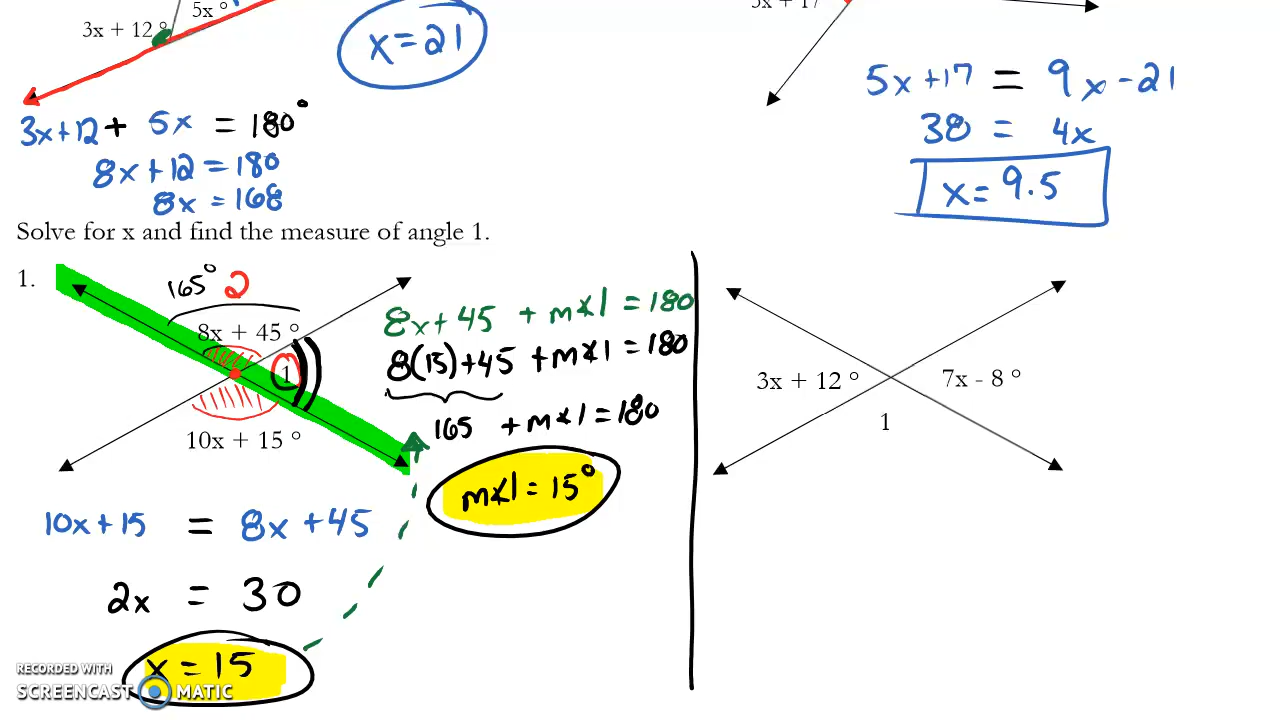 5x °
3x + 12 °
x = 21
3x+12 + 5x = 180°
8x + 12 = 180
8x = 168
5x + 17
5x + 17 = 9x - 21
38 = 4x
x = 9.5
Solve for x and find the measure of angle 1.
1.
165° 2
8x + 45 °
1
10x + 15 °
8x + 45 + m∡1 = 180
8(15) + 45 + m∡1 = 180
165 + m∡1 = 180
m∡1 = 15°
10x + 15 = 8x + 45
2x = 30
x = 15
3x + 12 °
7x - 8 °
1
RECORDED WITH
SCREENCAST MATIC